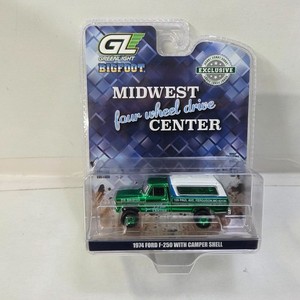 GL
GREENLIGHT
BIGFOOT
EXCLUSIVE
MIDWEST
four wheel drive
CENTER
1974 FORD F-250 WITH CAMPER SHELL